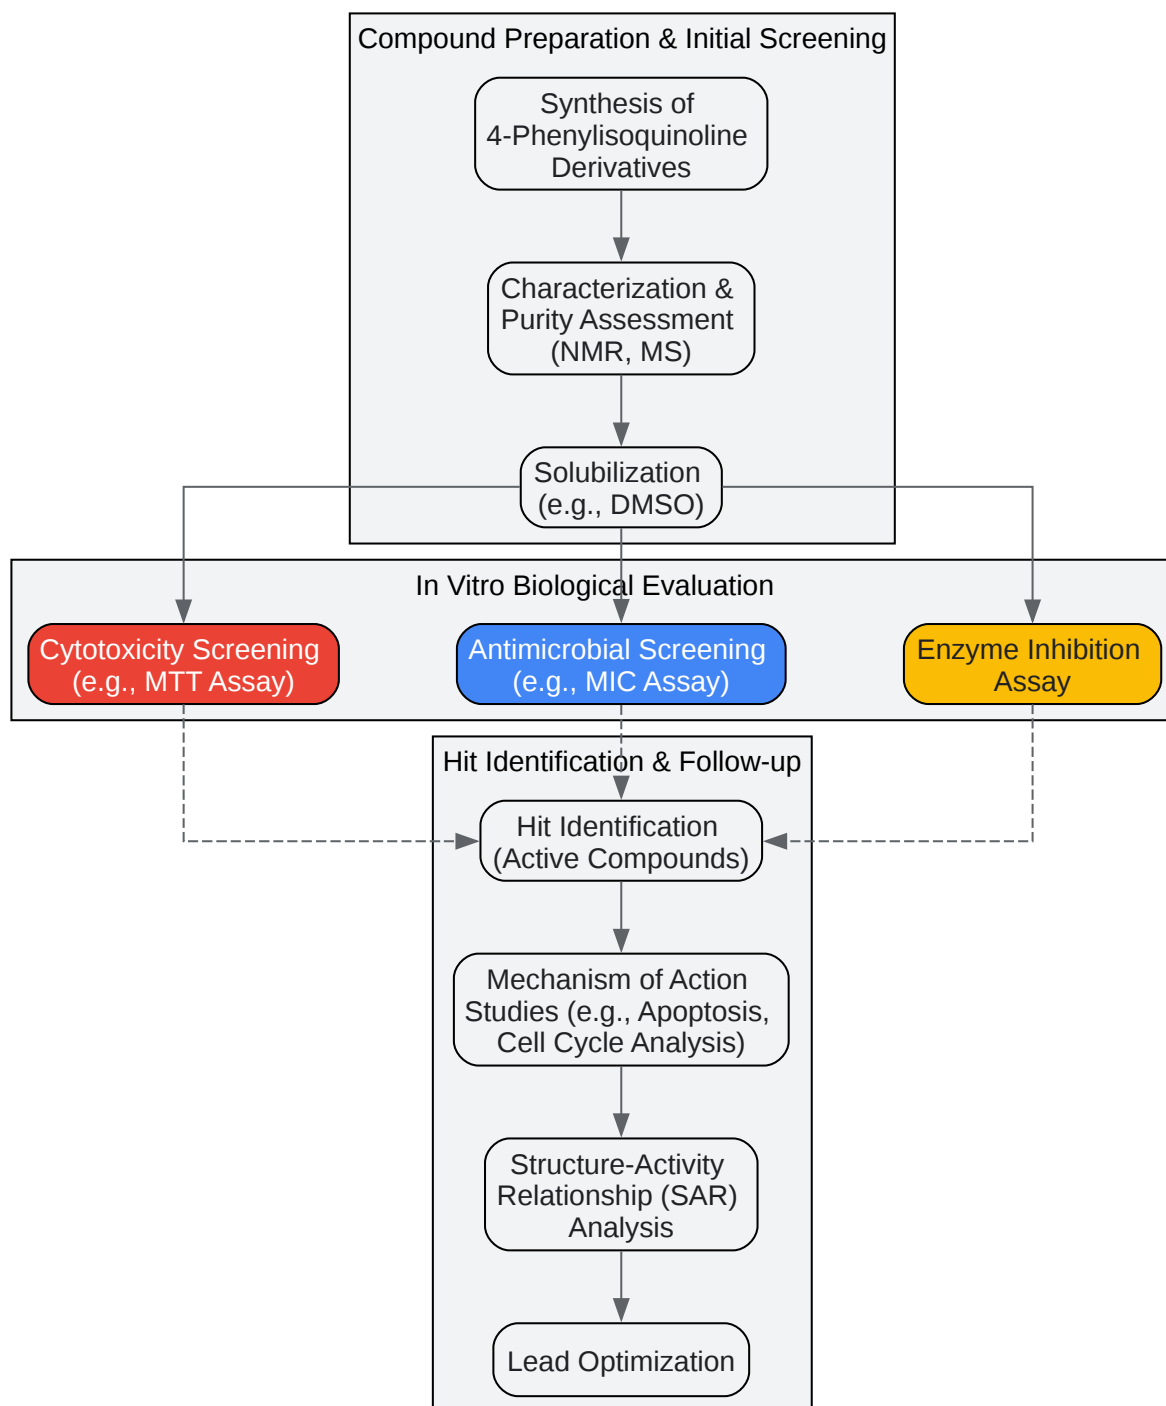 Compound Preparation & Initial Screening
Synthesis of
4-Phenylisoquinoline
Derivatives
Characterization &
Purity Assessment
(NMR, MS)
Solubilization
(e.g., DMSO)
In Vitro Biological Evaluation
Cytotoxicity Screening
(e.g., MTT Assay)
Antimicrobial Screening
(e.g., MIC Assay)
Enzyme Inhibition
Assay
Hit Identification & Follow-up
Hit Identification
(Active Compounds)
Mechanism of Action
Studies (e.g., Apoptosis,
Cell Cycle Analysis)
Structure-Activity
Relationship (SAR)
Analysis
Lead Optimization